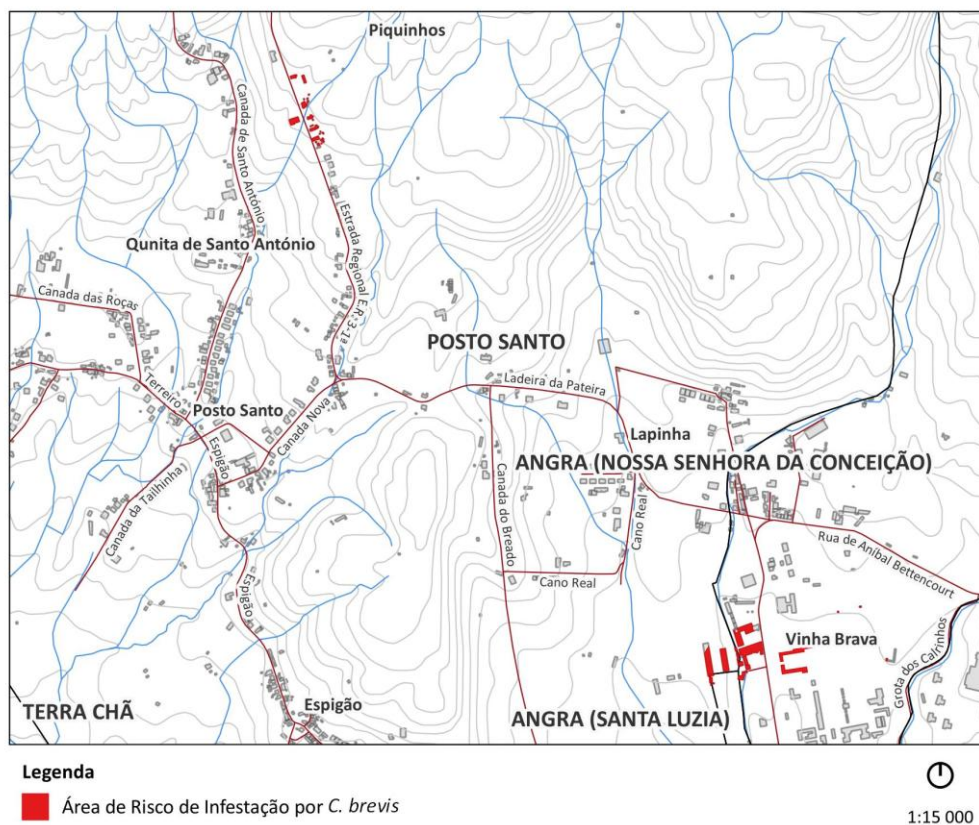 Piquinhos
Canada de Santo António
Estrada Regional E.R. 3-1ª
Qunita de Santo António
Canada das Roças
POSTO SANTO
Ladeira da Pateira
Terreiro
Posto Santo
Canada Nova
Espigão
Lapinha
ANGRA (NOSSA SENHORA DA CONCEIÇÃO)
Canada da Tailhinha
Canada do Breado
Cano Real
Rua de Aníbal Bettencourt
Cano Real
Espigão
Vinha Brava
Grota dos Calrinhos
Espigão
TERRA CHÃ
ANGRA (SANTA LUZIA)
Legenda
Área de Risco de Infestação por C. brevis
1:15 000